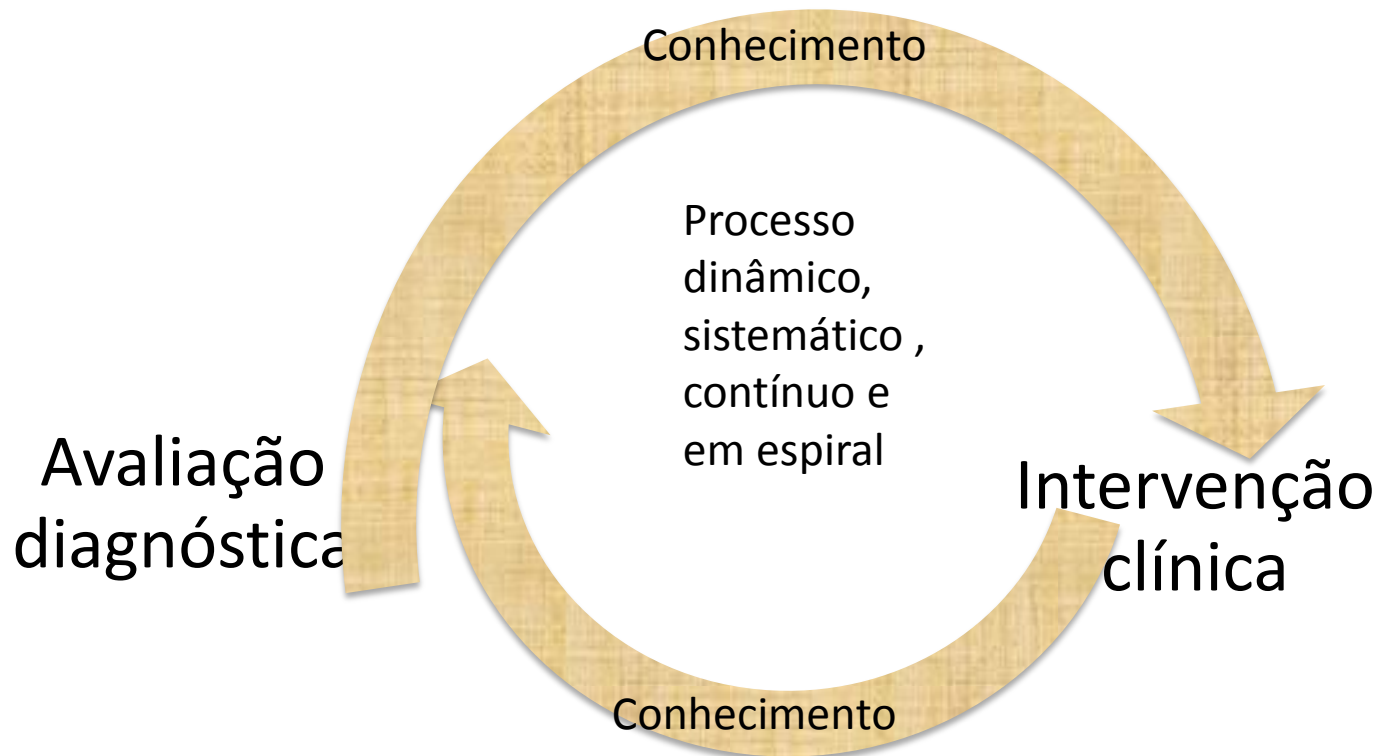 Conhecimento
Processo
dinâmico,
sistemático ,
contínuo e
em espiral
Avaliação
diagnóstica
Intervenção
clínica
Conhecimento